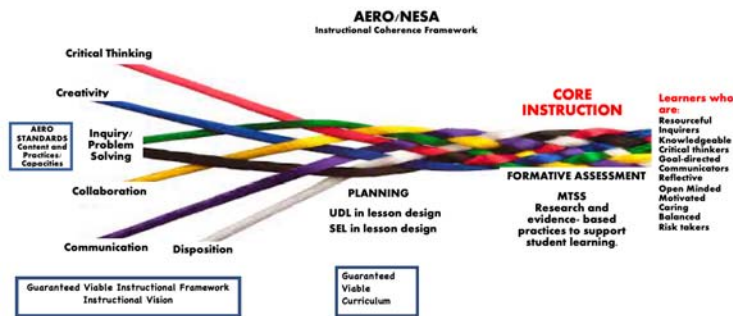 AERO/NESA
Instructional Coherence Framework
Critical Thinking
Creativity
AERO
STANDARDS
Content and
Practices/
Capacities
Inquiry/
Problem
Solving
Collaboration
Communication
Disposition
PLANNING
UDL in lesson design
SEL in lesson design
CORE
INSTRUCTION
FORMATIVE ASSESSMENT
MTSS
Research and
evidence- based
practices to support
student learning.
Learners who
are:
Resourceful
Inquirers
Knowledgeable
Critical thinkers
Goal-directed
Communicators
Reflective
Open Minded
Motivated
Caring
Balanced
Risk takers
Guaranteed Viable Instructional Framework
Instructional Vision
Guaranteed
Viable
Curriculum